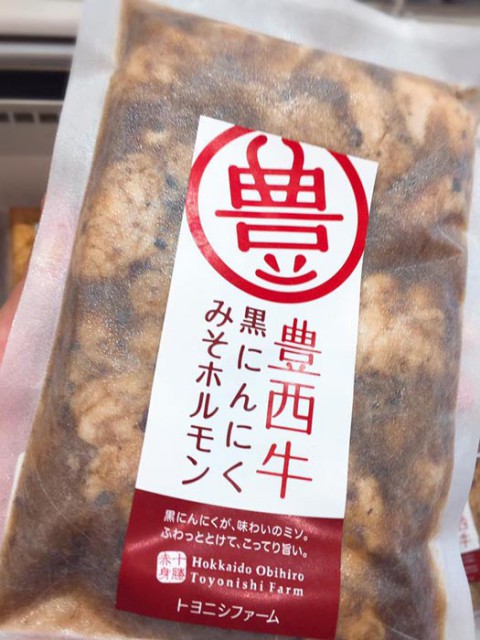 豊
豊西牛
黒にんにく
みそホルモン
黒にんにくが、味わいのミソ。
ふわっととけて、こってり旨い。
十勝
赤身
Hokkaido Obihiro
Toyonishi Farm
トヨニシファーム